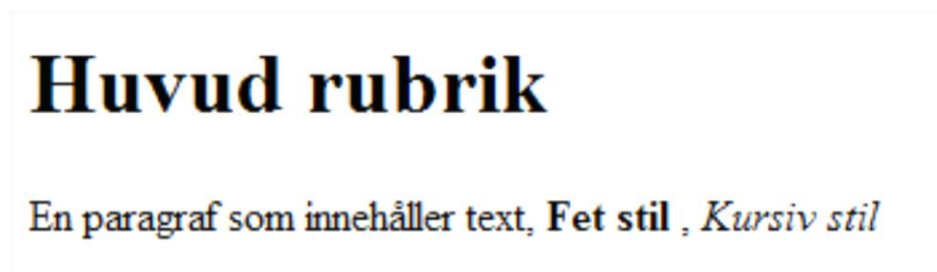 Huvud rubrik
En paragraf som innehåller text, Fet stil , Kursiv stil